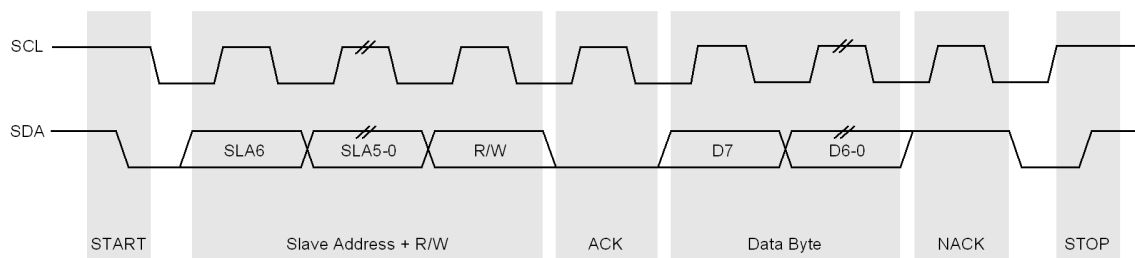 SCL
SDA
SLA6 SLA5-0 R/W D7 D6-0
START Slave Address + R/W ACK Data Byte NACK STOP